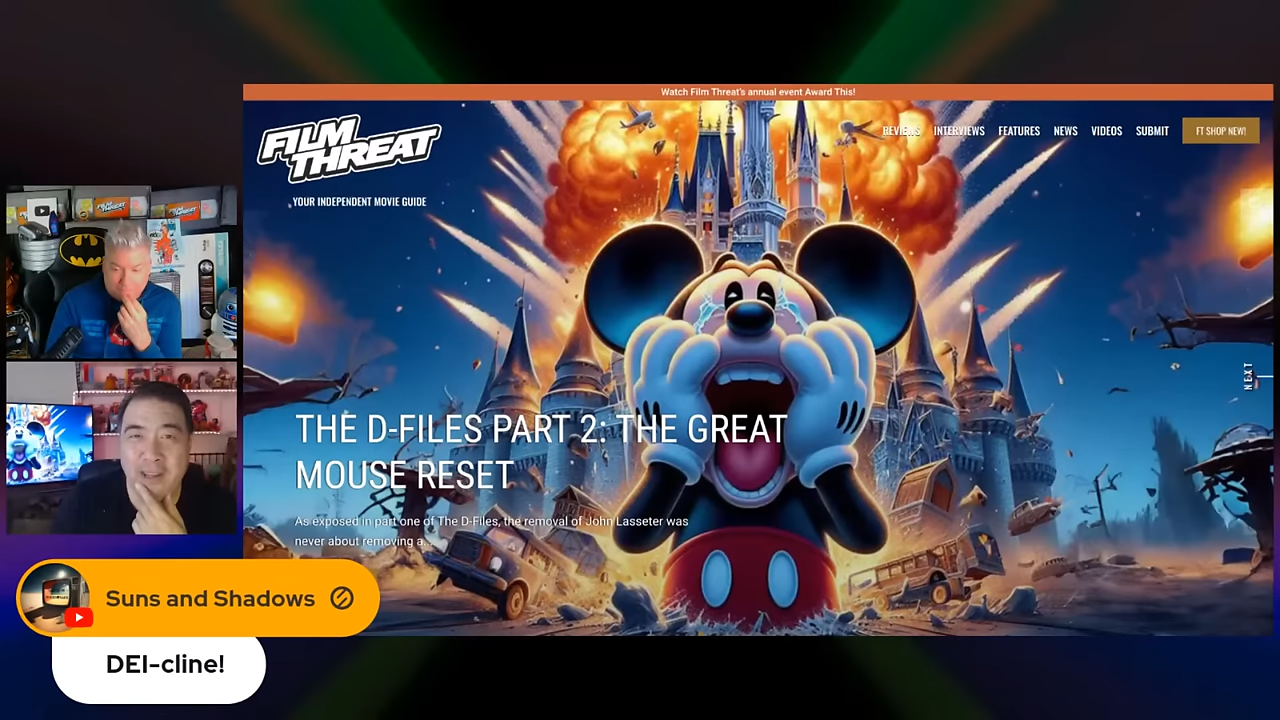 Watch Film Threat's annual event Award This!
FILM THREAT
YOUR INDEPENDENT MOVIE GUIDE
REVIEWS INTERVIEWS FEATURES NEWS VIDEOS SUBMIT FT SHOP NEW!
NEXT
THE D-FILES PART 2: THE GREAT
MOUSE RESET
As exposed in part one of The D-Files, the removal of John Lasseter was
never about removing a...
Suns and Shadows
DEI-cline!